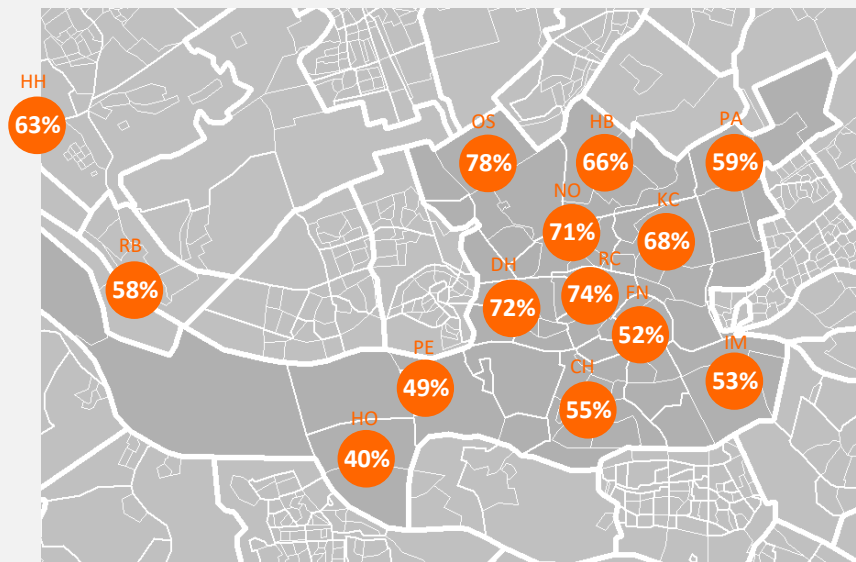 HH
63%
OS
78%
HB
66%
PA
59%
NO
71%
KC
68%
RB
58%
DH
72%
RC
74%
FN
52%
PE
49%
CH
55%
IM
53%
HO
40%